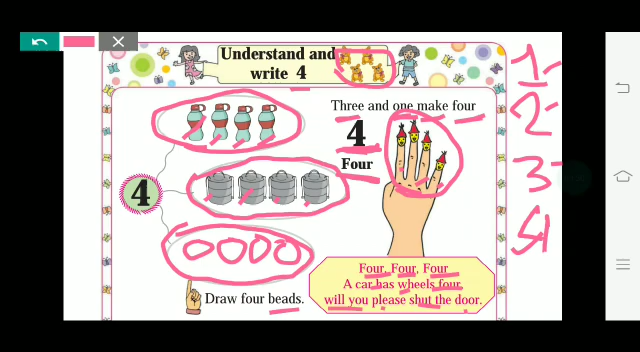 Understand and
write 4
Three and one make four
4
Four
4
Draw four beads.
Four, Four, Four
A car has wheels four,
will you please shut the door.
1
2
3
4